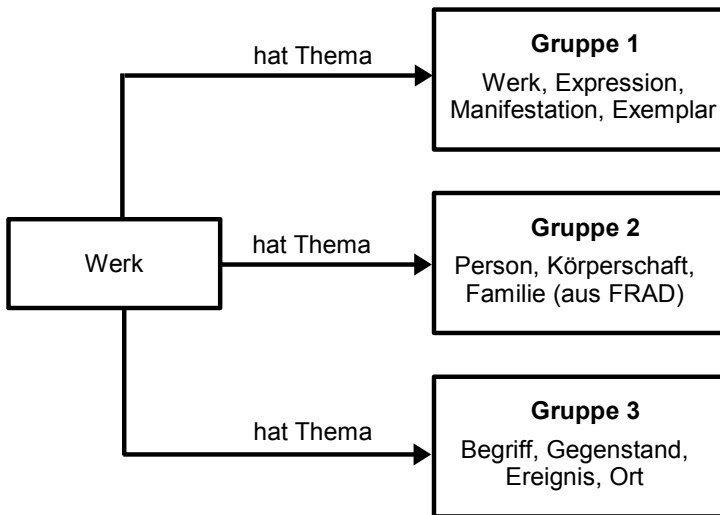 hat Thema
Gruppe 1
Werk, Expression,
Manifestation, Exemplar
Werk
hat Thema
Gruppe 2
Person, Körperschaft,
Familie (aus FRAD)
hat Thema
Gruppe 3
Begriff, Gegenstand,
Ereignis, Ort